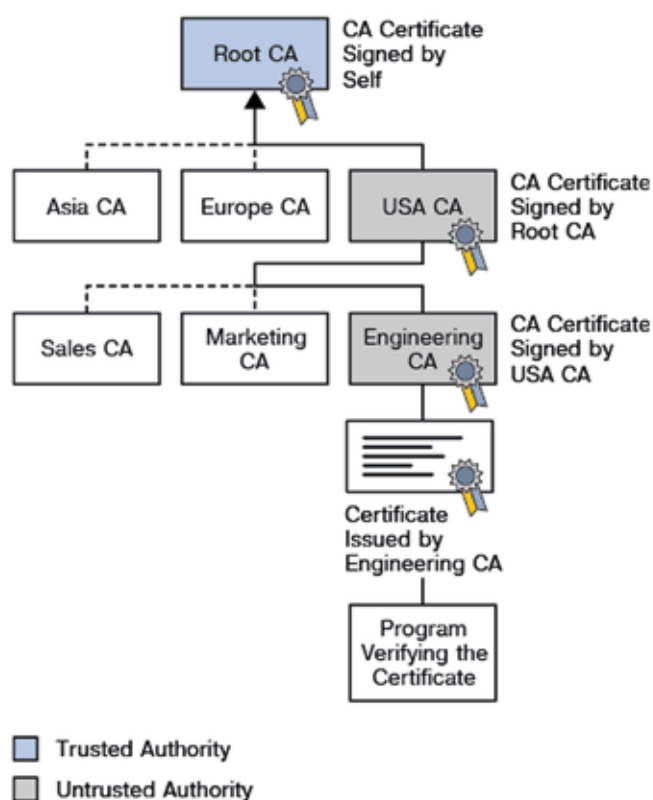 Root CA
CA Certificate
Signed by
Self
Asia CA
Europe CA
USA CA
CA Certificate
Signed by
Root CA
Sales CA
Marketing
CA
Engineering
CA
CA Certificate
Signed by
USA CA
Certificate
Issued by
Engineering CA
Program
Verifying the
Certificate
Trusted Authority
Untrusted Authority